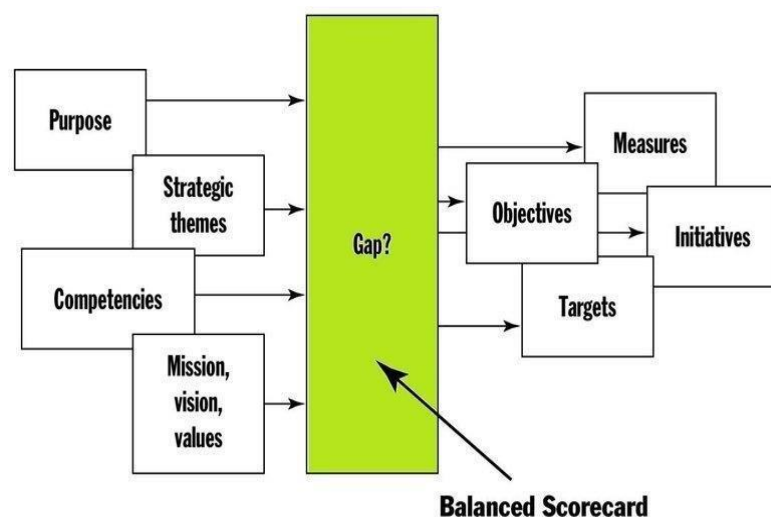 Purpose
Strategic
themes
Competencies
Mission,
vision,
values
Gap?
Measures
Objectives
Initiatives
Targets
Balanced Scorecard